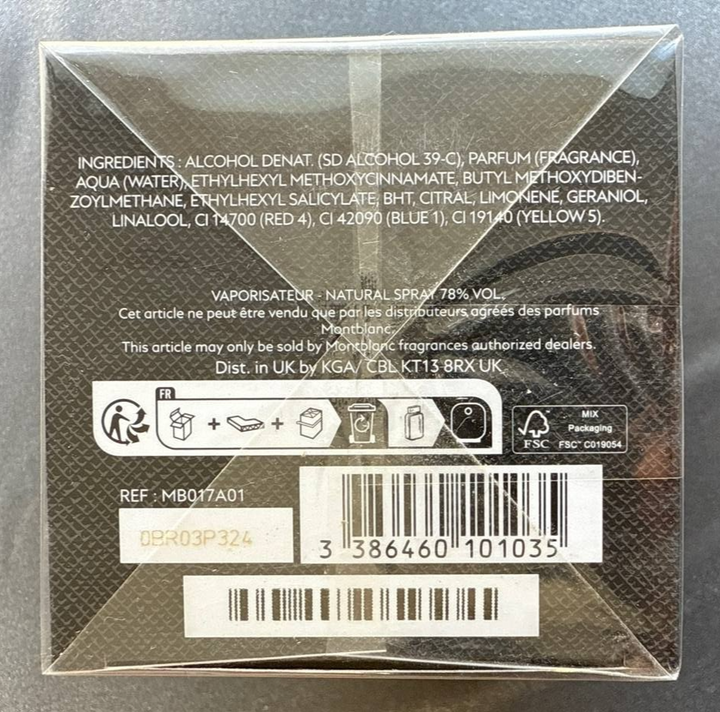 INGREDIENTS : ALCOHOL DENAT. (SD ALCOHOL 39-C), PARFUM (FRAGRANCE),
AQUA (WATER), ETHYLHEXYL METHOXYCINNAMATE, BUTYL METHOXYDIBEN-
ZOYLMETHANE, ETHYLHEXYL SALICYLATE, BHT, CITRAL, LIMONENE, GERANIOL,
LINALOOL, CI 14700 (RED 4), CI 42090 (BLUE 1), CI 19140 (YELLOW 5).
VAPORISATEUR - NATURAL SPRAY 78% VOL.
Cet article ne peut être vendu que par les distributeurs agréés des parfums
Montblanc.
This article may only be sold by Montblanc fragrances authorized dealers.
Dist. in UK by KGA/ CBL KT13 8RX UK
FR
+ +
FSC
MIX
Packaging
FSC™ C019054
REF : MB017A01
0BR03P324
3 386460 101035